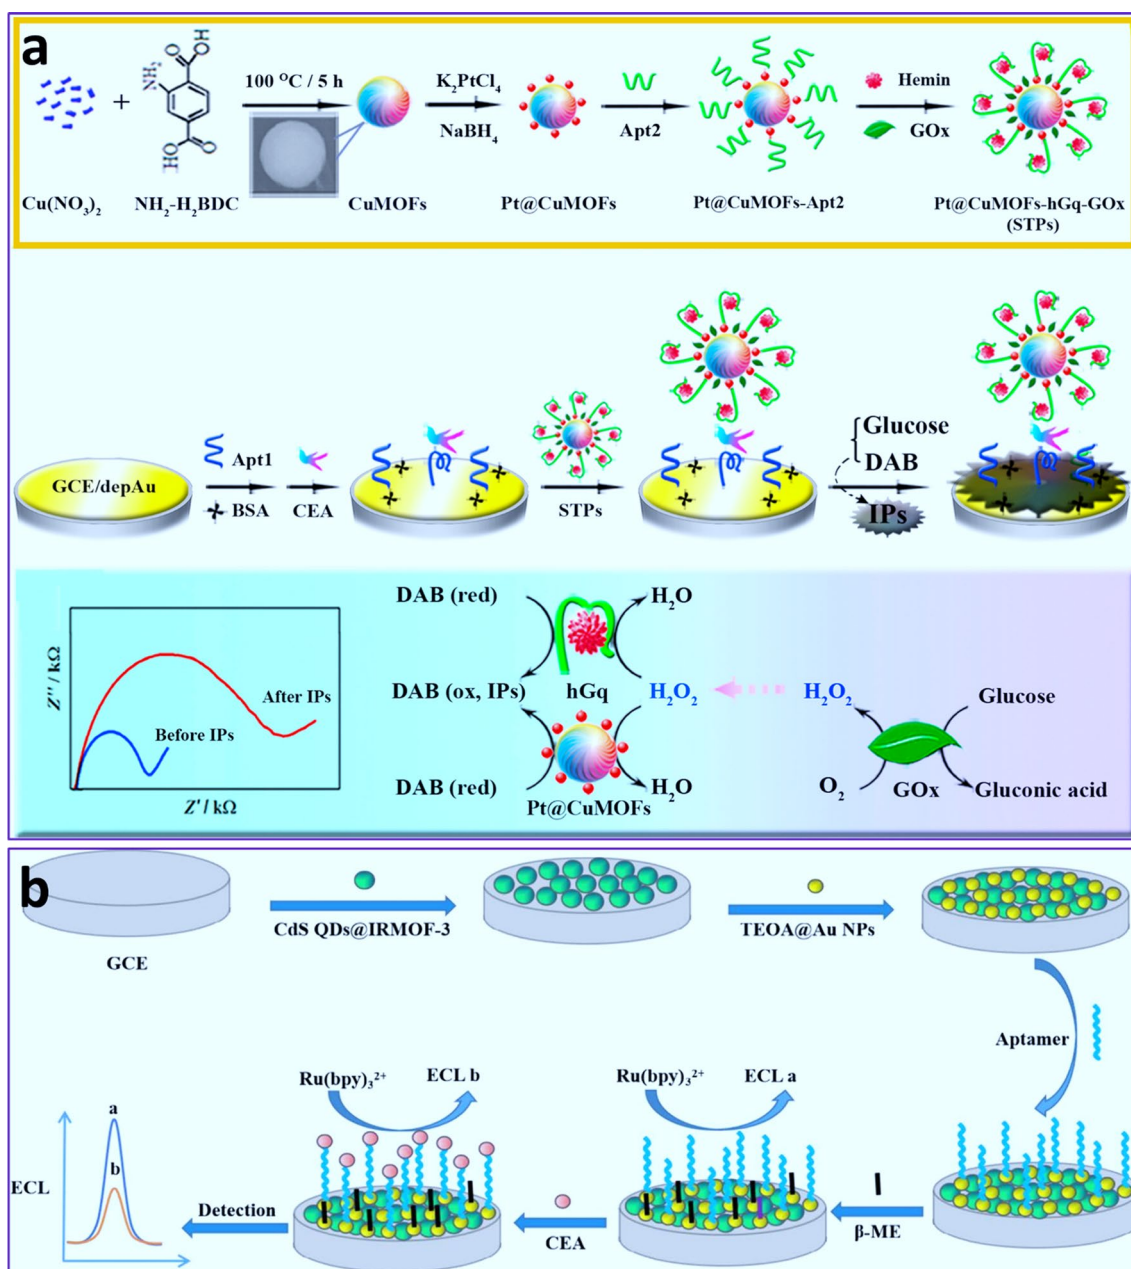 a
OH
O
NH₂
O
OH
100 °C / 5 h
K₂PtCl₄
NaBH₄
Apt2
Hemin
GOx
Cu(NO₃)₂
+
NH₂-H₂BDC
CuMOFs
Pt@CuMOFs
Pt@CuMOFs-Apt2
Pt@CuMOFs-hGq-GOx
(STPs)
GCE/depAu
Apt1
BSA
CEA
STPs
Glucose
DAB
IPs
Z'' / kΩ
After IPs
Before IPs
Z' / kΩ
DAB (red)
H₂O
DAB (ox, IPs)
hGq
H₂O₂
H₂O₂
Glucose
DAB (red)
H₂O
Pt@CuMOFs
O₂
GOx
Gluconic acid
b
GCE
CdS QDs@IRMOF-3
TEOA@Au NPs
Aptamer
Ru(bpy)₃²⁺
ECL b
Ru(bpy)₃²⁺
ECL a
a
b
ECL
Detection
CEA
β-ME